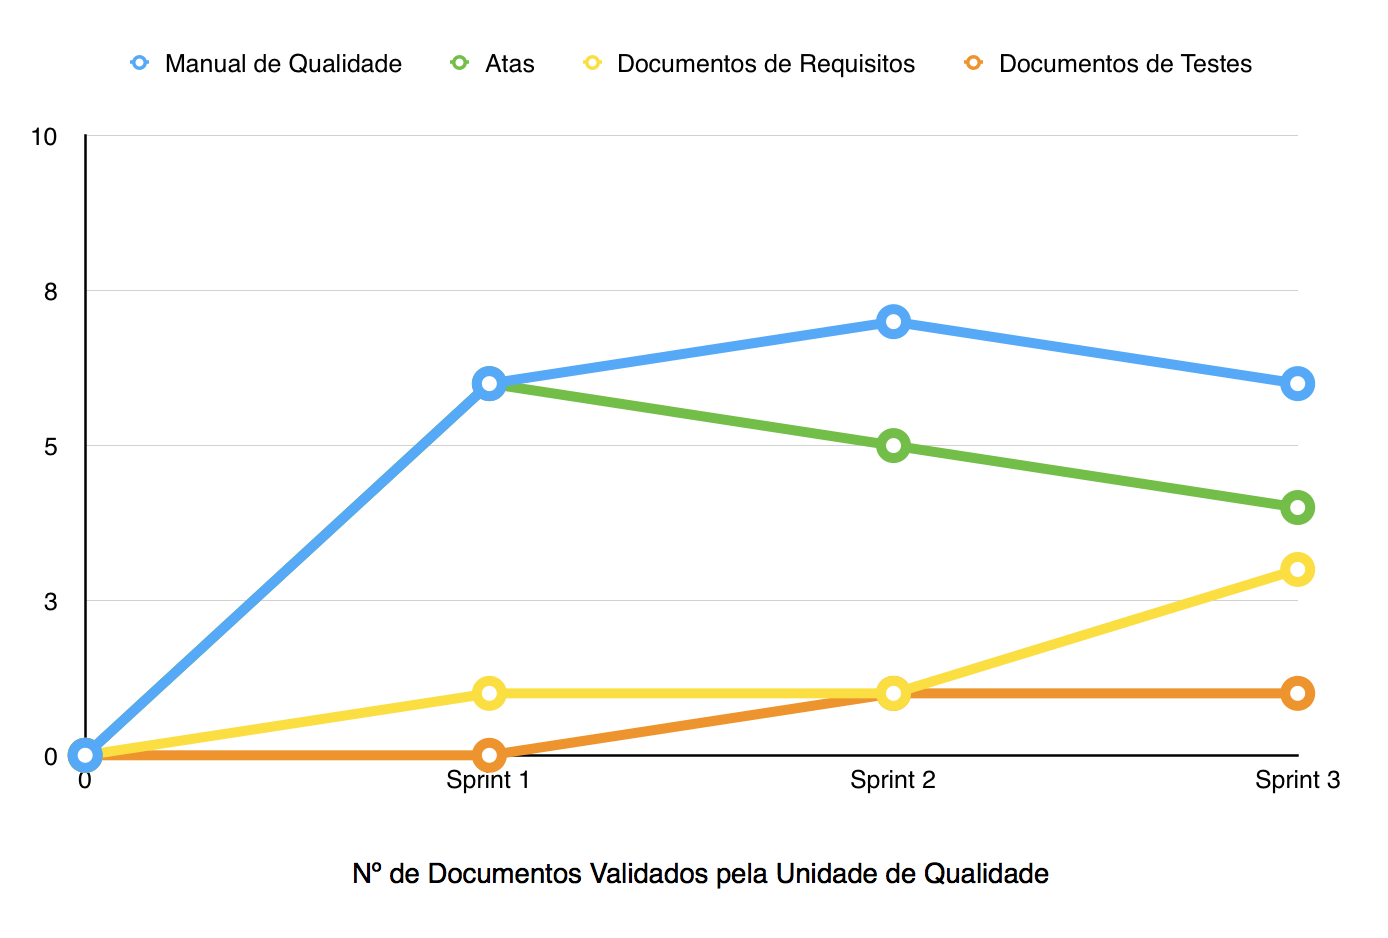 Manual de Qualidade Atas Documentos de Requisitos Documentos de Testes
10
8
5
3
0
0 Sprint 1 Sprint 2 Sprint 3
Nº de Documentos Validados pela Unidade de Qualidade